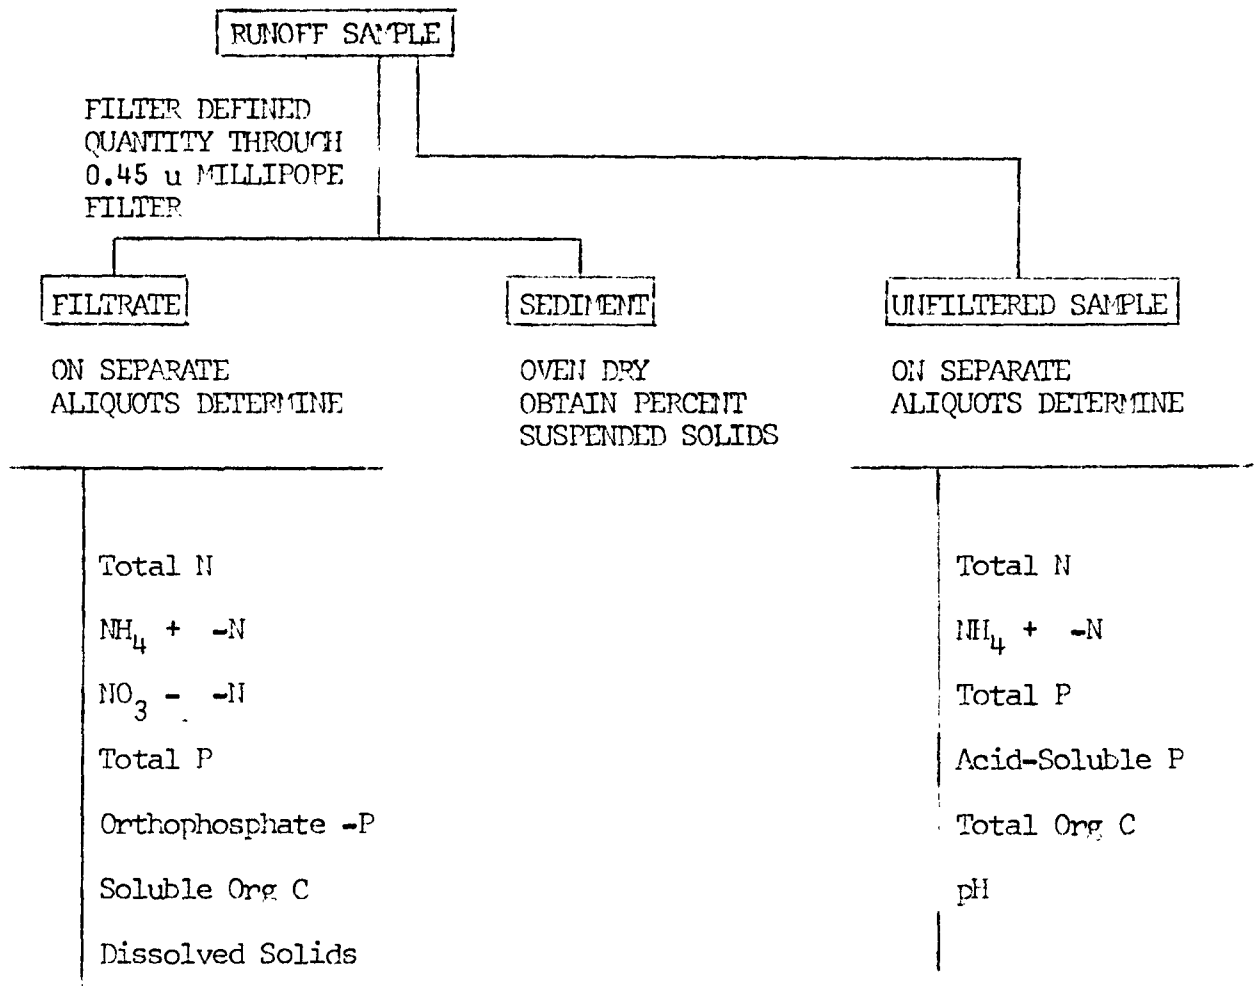 RUNOFF SAMPLE
FILTER DEFINED
QUANTITY THROUGH
0.45 u MILLIPOPE
FILTER
FILTRATE
ON SEPARATE
ALIQUOTS DETERMINE
Total N
NH4 + -N
NO3 - -N
Total P
Orthophosphate -P
Soluble Org C
Dissolved Solids
SEDIMENT
OVEN DRY
OBTAIN PERCENT
SUSPENDED SOLIDS
UNFILTERED SAMPLE
ON SEPARATE
ALIQUOTS DETERMINE
Total N
NH4 + -N
Total P
Acid-Soluble P
Total Org C
pH